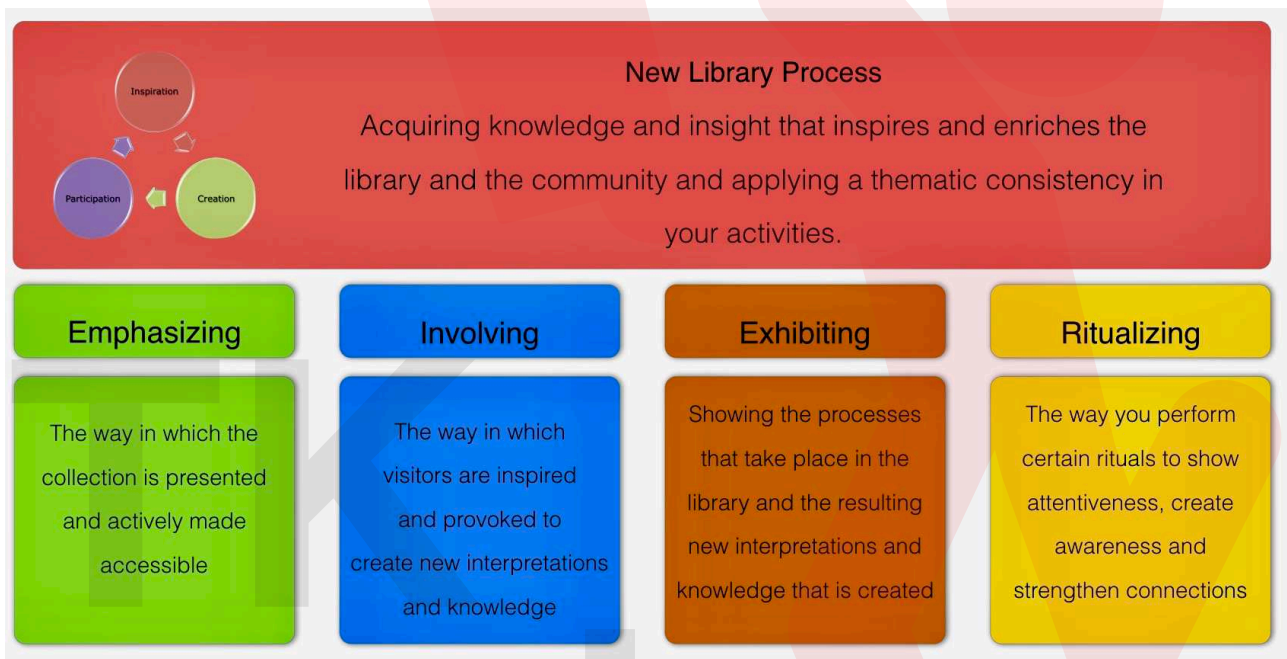 New Library Process
Inspiration
Participation
Creation
Acquiring knowledge and insight that inspires and enriches the
library and the community and applying a thematic consistency in
your activities.
Emphasizing
The way in which the
collection is presented
and actively made
accessible
Involving
The way in which
visitors are inspired
and provoked to
create new interpretations
and knowledge
Exhibiting
Showing the processes
that take place in the
library and the resulting
new interpretations and
knowledge that is created
Ritualizing
The way you perform
certain rituals to show
attentiveness, create
awareness and
strengthen connections